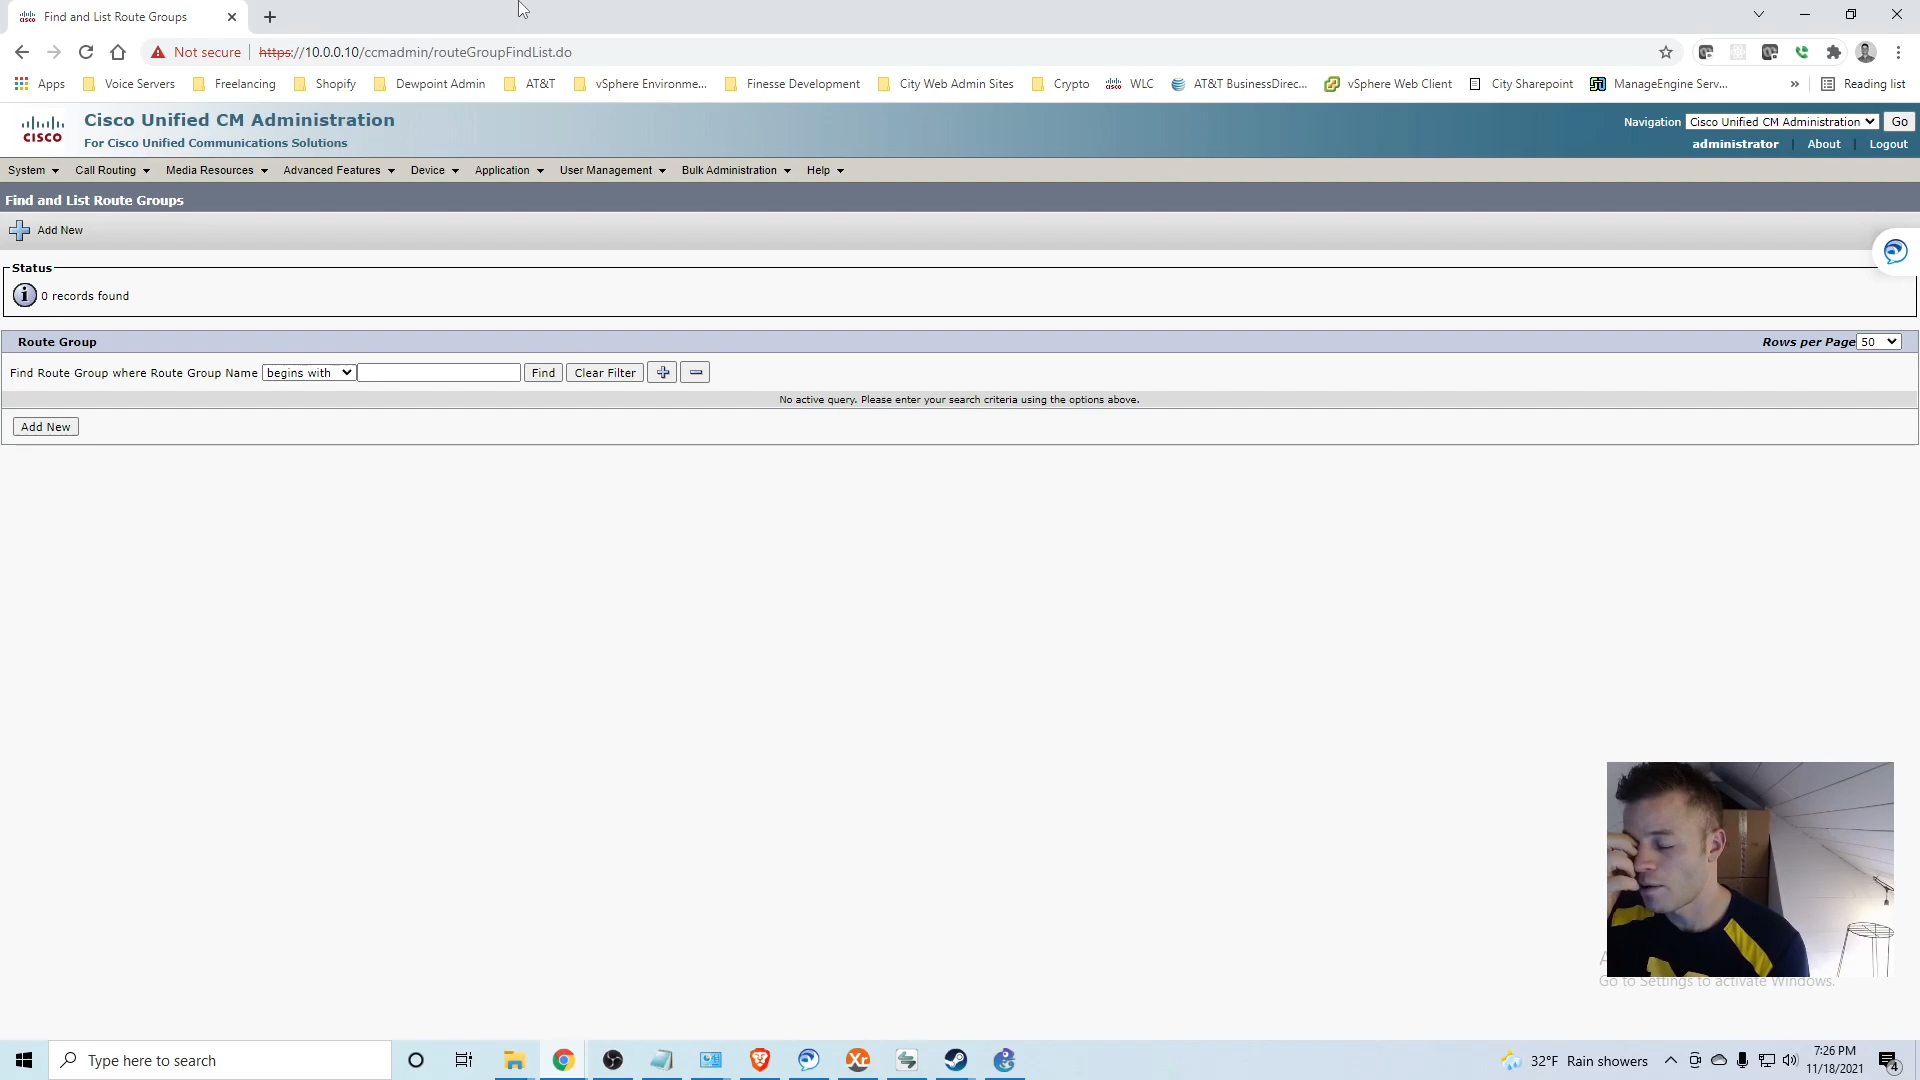 Find and List Route Groups
Not secure https://10.0.0.10/ccmadmin/routeGroupFindList.do
Apps Voice Servers Freelancing Shopify Dewpoint Admin AT&T vSphere Environme... Finesse Development City Web Admin Sites Crypto WLC AT&T BusinessDirec... vSphere Web Client City Sharepoint ManageEngine Serv... » Reading list
CISCO
Cisco Unified CM Administration
For Cisco Unified Communications Solutions
Navigation Cisco Unified CM Administration Go
administrator | About | Logout
System Call Routing Media Resources Advanced Features Device Application User Management Bulk Administration Help
Find and List Route Groups
Add New
Status
0 records found
Route Group Rows per Page 50
Find Route Group where Route Group Name begins with Find Clear Filter
No active query. Please enter your search criteria using the options above.
Add New
Go to Settings to activate Windows.
Type here to search
32°F Rain showers
7:26 PM
11/18/2021
4